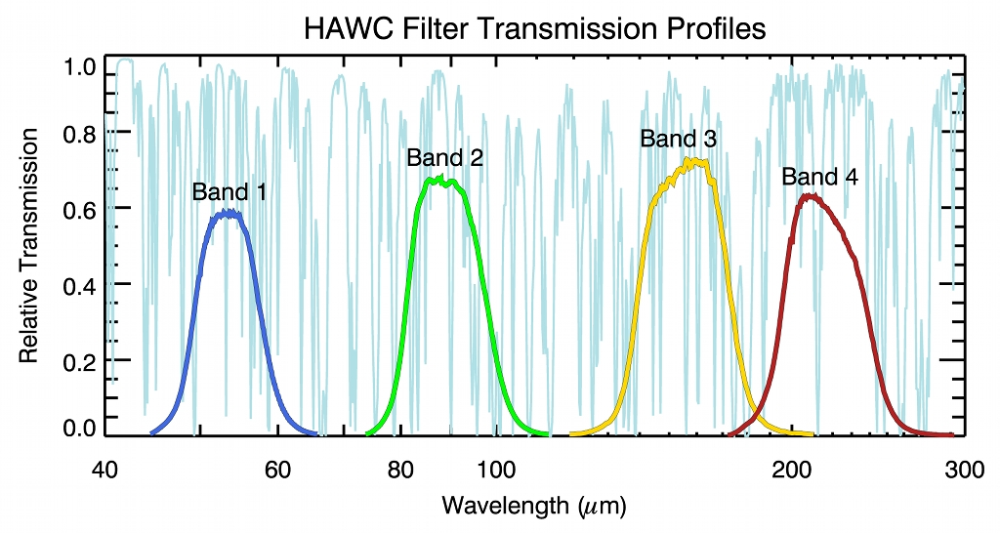 HAWC Filter Transmission Profiles
1.0
0.8
0.6
0.4
0.2
0.0
Relative Transmission
Band 1
Band 2
Band 3
Band 4
40 60 80 100 200 300
Wavelength (μm)